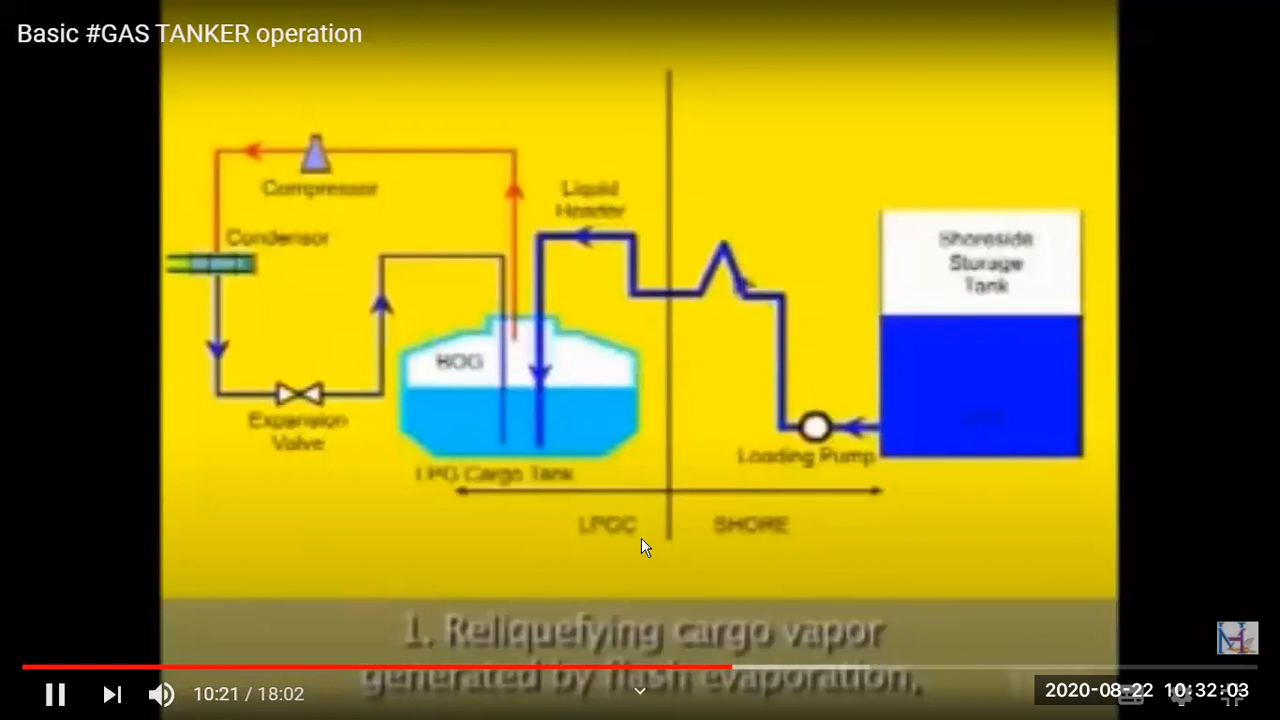 Basic #GAS TANKER operation
Compressor
Liquid
Header
Condensor
Shoreside
Storage
Tank
BOG
Expansion
Valve
Loading Pump
LPG Cargo Tank
LPGC
SHORE
1. Reliquefying cargo vapor
generated by flash evaporation,
10:21 / 18:02
2020-08-22 10:32:03